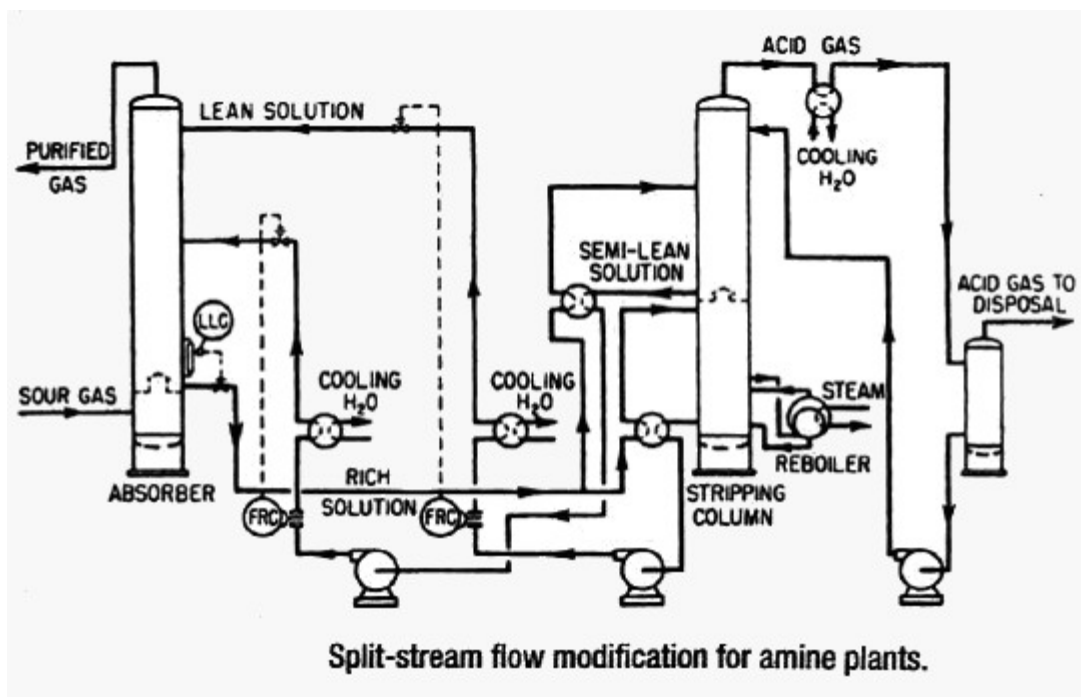 ACID GAS
LEAN SOLUTION
PURIFIED
GAS
COOLING
H₂O
SEMI-LEAN
SOLUTION
ACID GAS TO
DISPOSAL
LLC
SOUR GAS
COOLING
H₂O
COOLING
H₂O
STEAM
REBOILER
ABSORBER
RICH
SOLUTION
STRIPPING
COLUMN
FRC
FRC
Split-stream flow modification for amine plants.